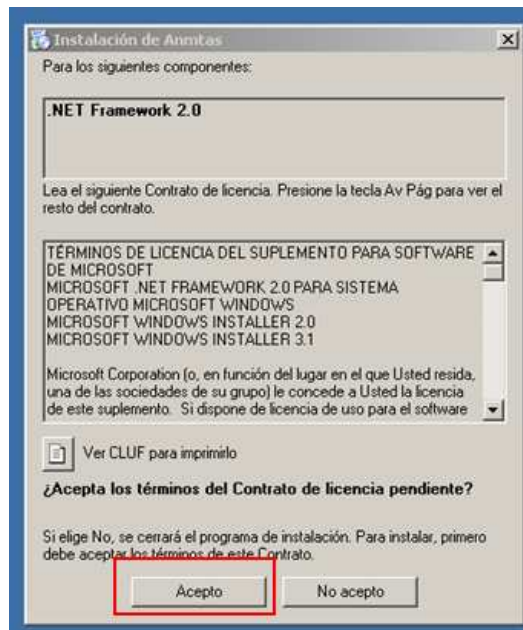 Instalación de Anmtas
Para los siguientes componentes:
.NET Framework 2.0
Lea el siguiente Contrato de licencia. Presione la tecla Av Pág para ver el
resto del contrato.
TÉRMINOS DE LICENCIA DEL SUPLEMENTO PARA SOFTWARE
DE MICROSOFT
MICROSOFT .NET FRAMEWORK 2.0 PARA SISTEMA
OPERATIVO MICROSOFT WINDOWS
MICROSOFT WINDOWS INSTALLER 2.0
MICROSOFT WINDOWS INSTALLER 3.1
Microsoft Corporation (o, en función del lugar en el que Usted resida,
una de las sociedades de su grupo) le concede a Usted la licencia
de este suplemento. Si dispone de licencia de uso para el software
Ver CLUF para imprimirlo
¿Acepta los términos del Contrato de licencia pendiente?
Si elige No, se cerrará el programa de instalación. Para instalar, primero
debe aceptar los términos de este Contrato.
Acepto
No acepto